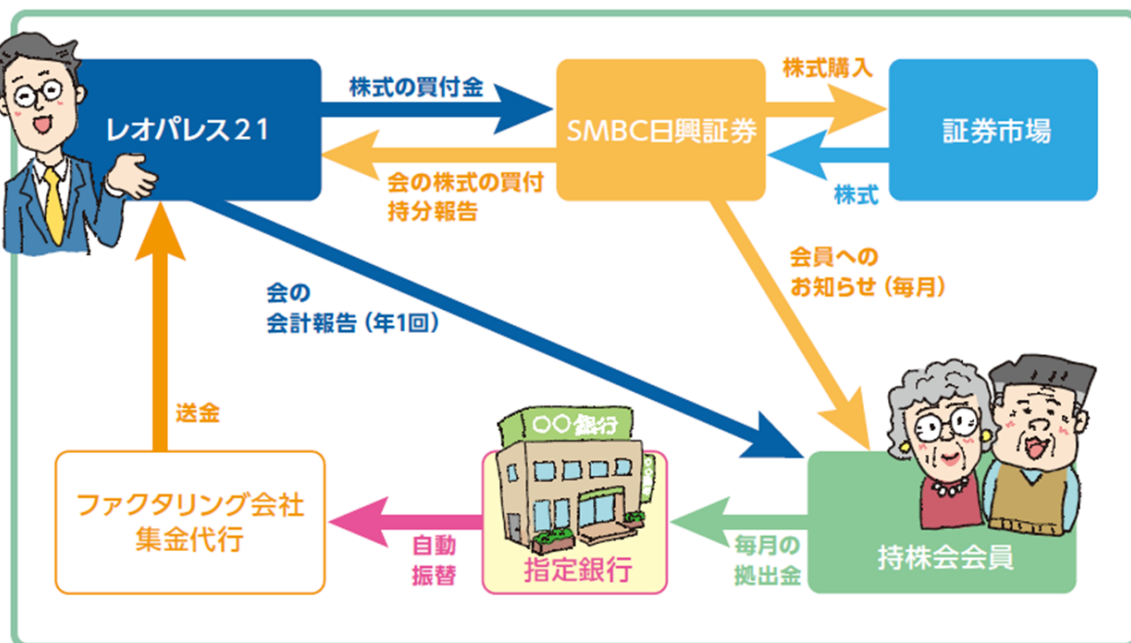 レオパレス21
株式の買付金
SMBC日興証券
株式購入
証券市場
会の株式の買付
持分報告
株式
会の
会計報告（年1回）
会員への
お知らせ（毎月）
送金
〇〇銀行
ファクタリング会社
集金代行
自動
振替
指定銀行
毎月の
拠出金
持株会会員